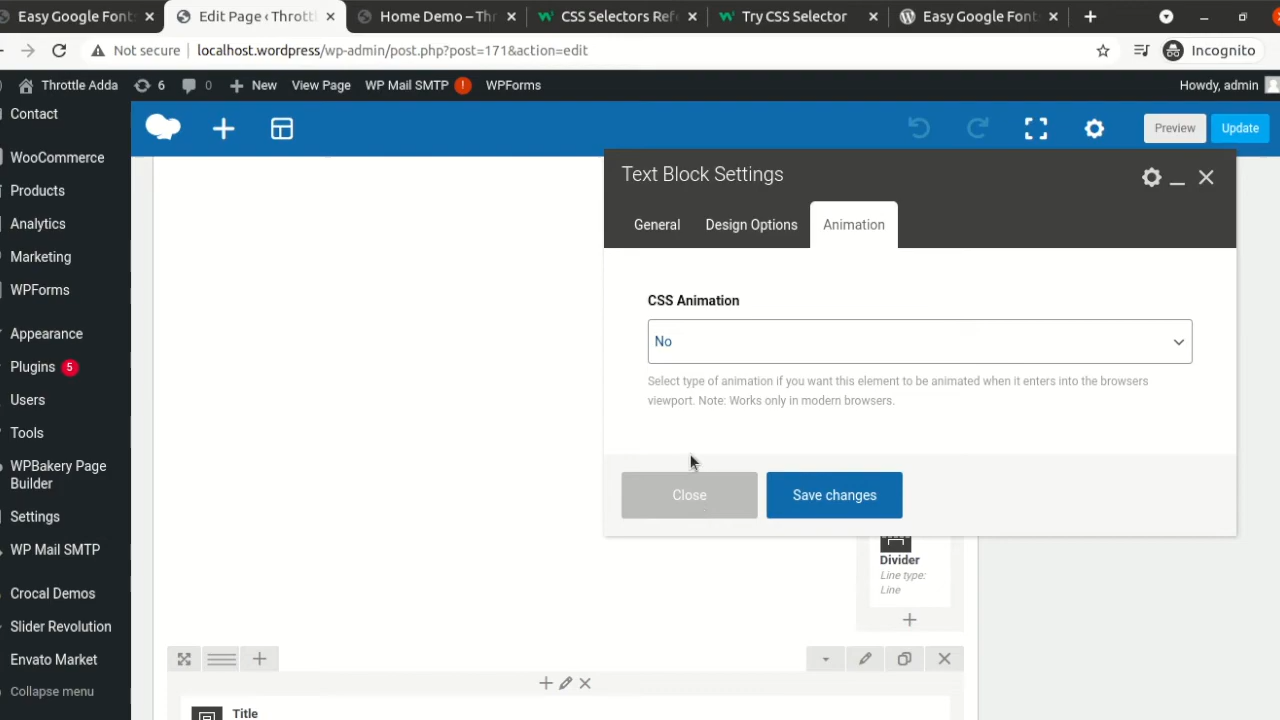 Easy Google Fonts
Edit Page ‹ Throttl
Home Demo – Thr
CSS Selectors Refe
Try CSS Selector
Easy Google Fonts
Not secure
localhost.wordpress/wp-admin/post.php?post=171&action=edit
Incognito
Throttle Adda
6
0
New
View Page
WP Mail SMTP !
WPForms
Howdy, admin
Contact
WooCommerce
Products
Analytics
Marketing
WPForms
Appearance
Plugins 5
Users
Tools
WPBakery Page
Builder
Settings
WP Mail SMTP
Crocal Demos
Slider Revolution
Envato Market
Collapse menu
Preview
Update
Text Block Settings
General
Design Options
Animation
CSS Animation
No
Select type of animation if you want this element to be animated when it enters into the browsers
viewport. Note: Works only in modern browsers.
Close
Save changes
Divider
Line type:
Line
Title